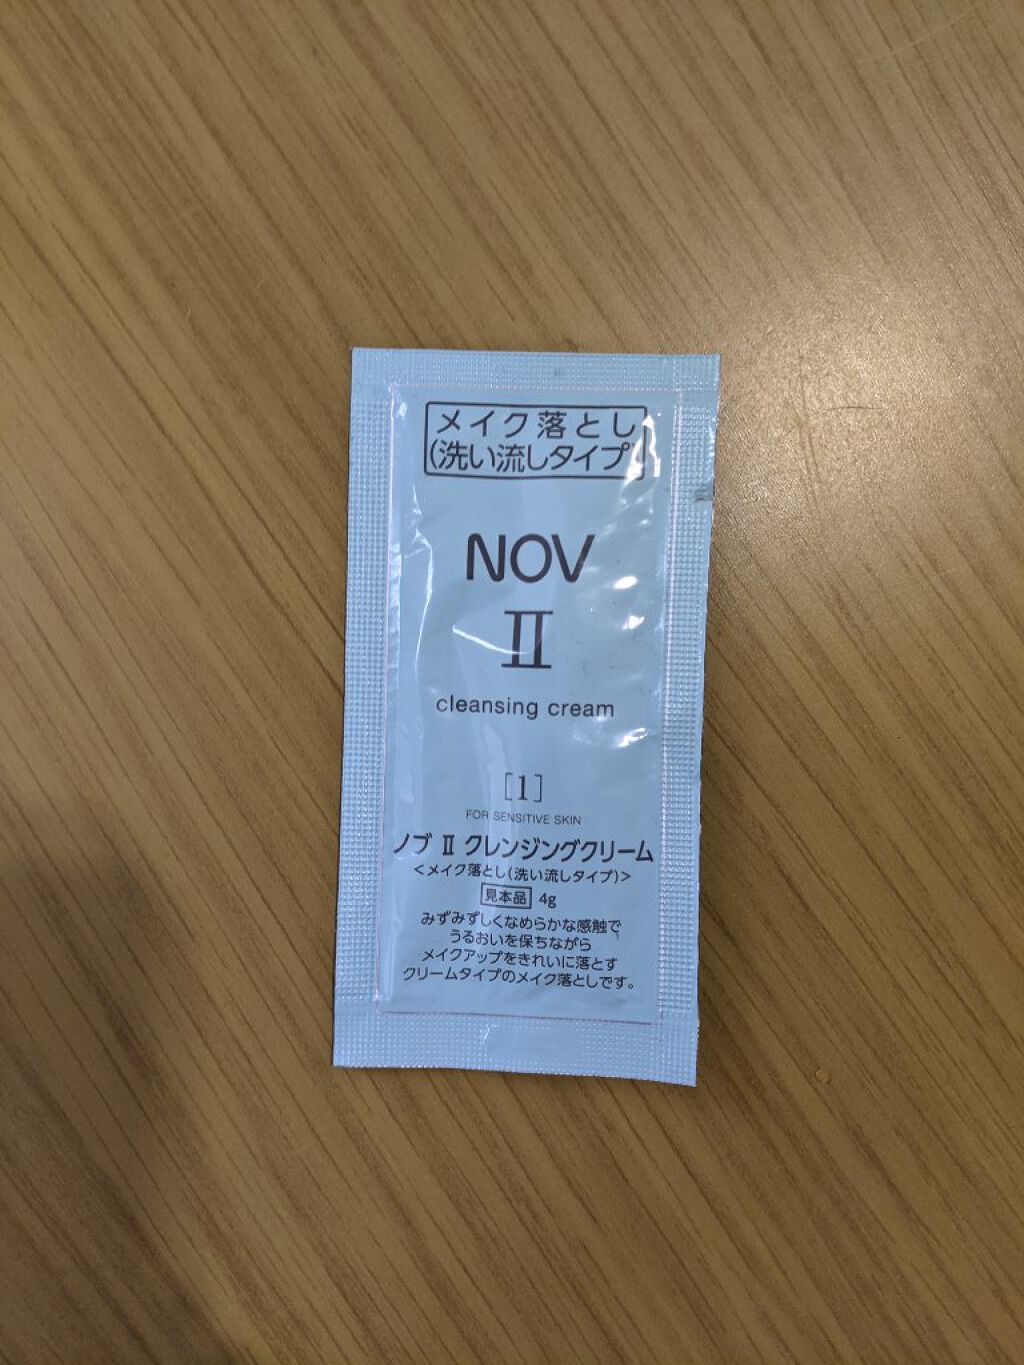 メイク落とし
(洗い流しタイプ)
NOV
Ⅱ
cleansing cream
[1]
FOR SENSITIVE SKIN
ノブ Ⅱ クレンジングクリーム
<メイク落とし(洗い流しタイプ)>
見本品 4g
みずみずしくなめらかな感触で
うるおいを保ちながら
メイクアップをきれいに落とす
クリームタイプのメイク落としです。